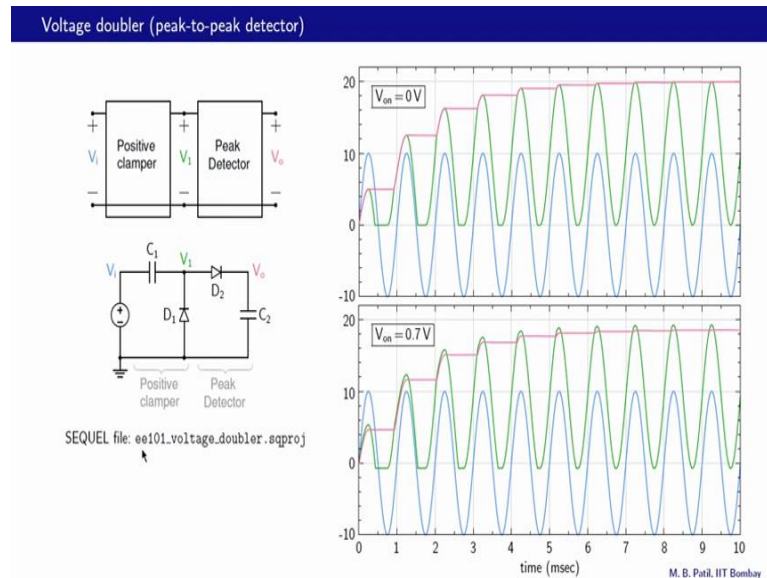 Voltage doubler (peak-to-peak detector)
+ + +
Vi Positive clamper V1 Peak Detector Vo
− − −
Vi C1 V1 D2 Vo
+
−
D1 C2
Positive clamper Peak Detector
SEQUEL file: ee101_voltage_doubler.sqproj
20
Von = 0 V
10
0
-10
20
Von = 0.7 V
10
0
-10
0 1 2 3 4 5 6 7 8 9 10
time (msec)
M. B. Patil, IIT Bombay